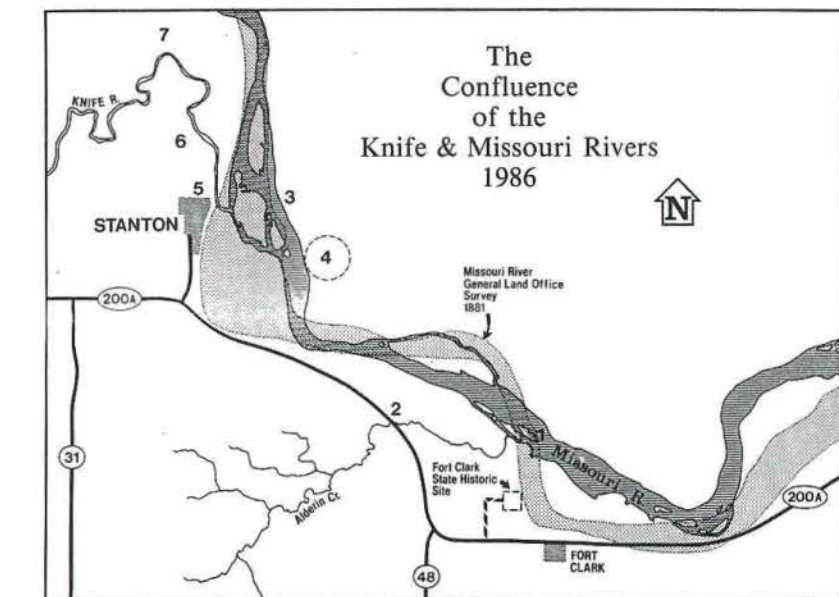 The
Confluence
of the
Knife & Missouri Rivers
1986
N
7
KNIFE R.
6
5
STANTON
3
4
200A
Missouri River
General Land Office
Survey
1881
2
1
Missouri R.
31
Alderin Cr.
Fort Clark
State Historic
Site
200A
FORT
CLARK
48